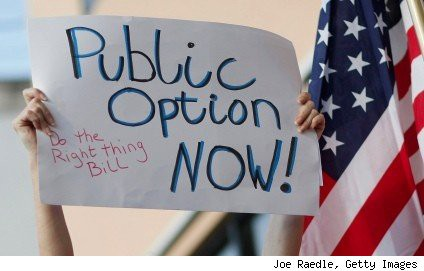 Public
Option
NOW!
Do the
Right thing
Bill
Joe Raedle, Getty Images